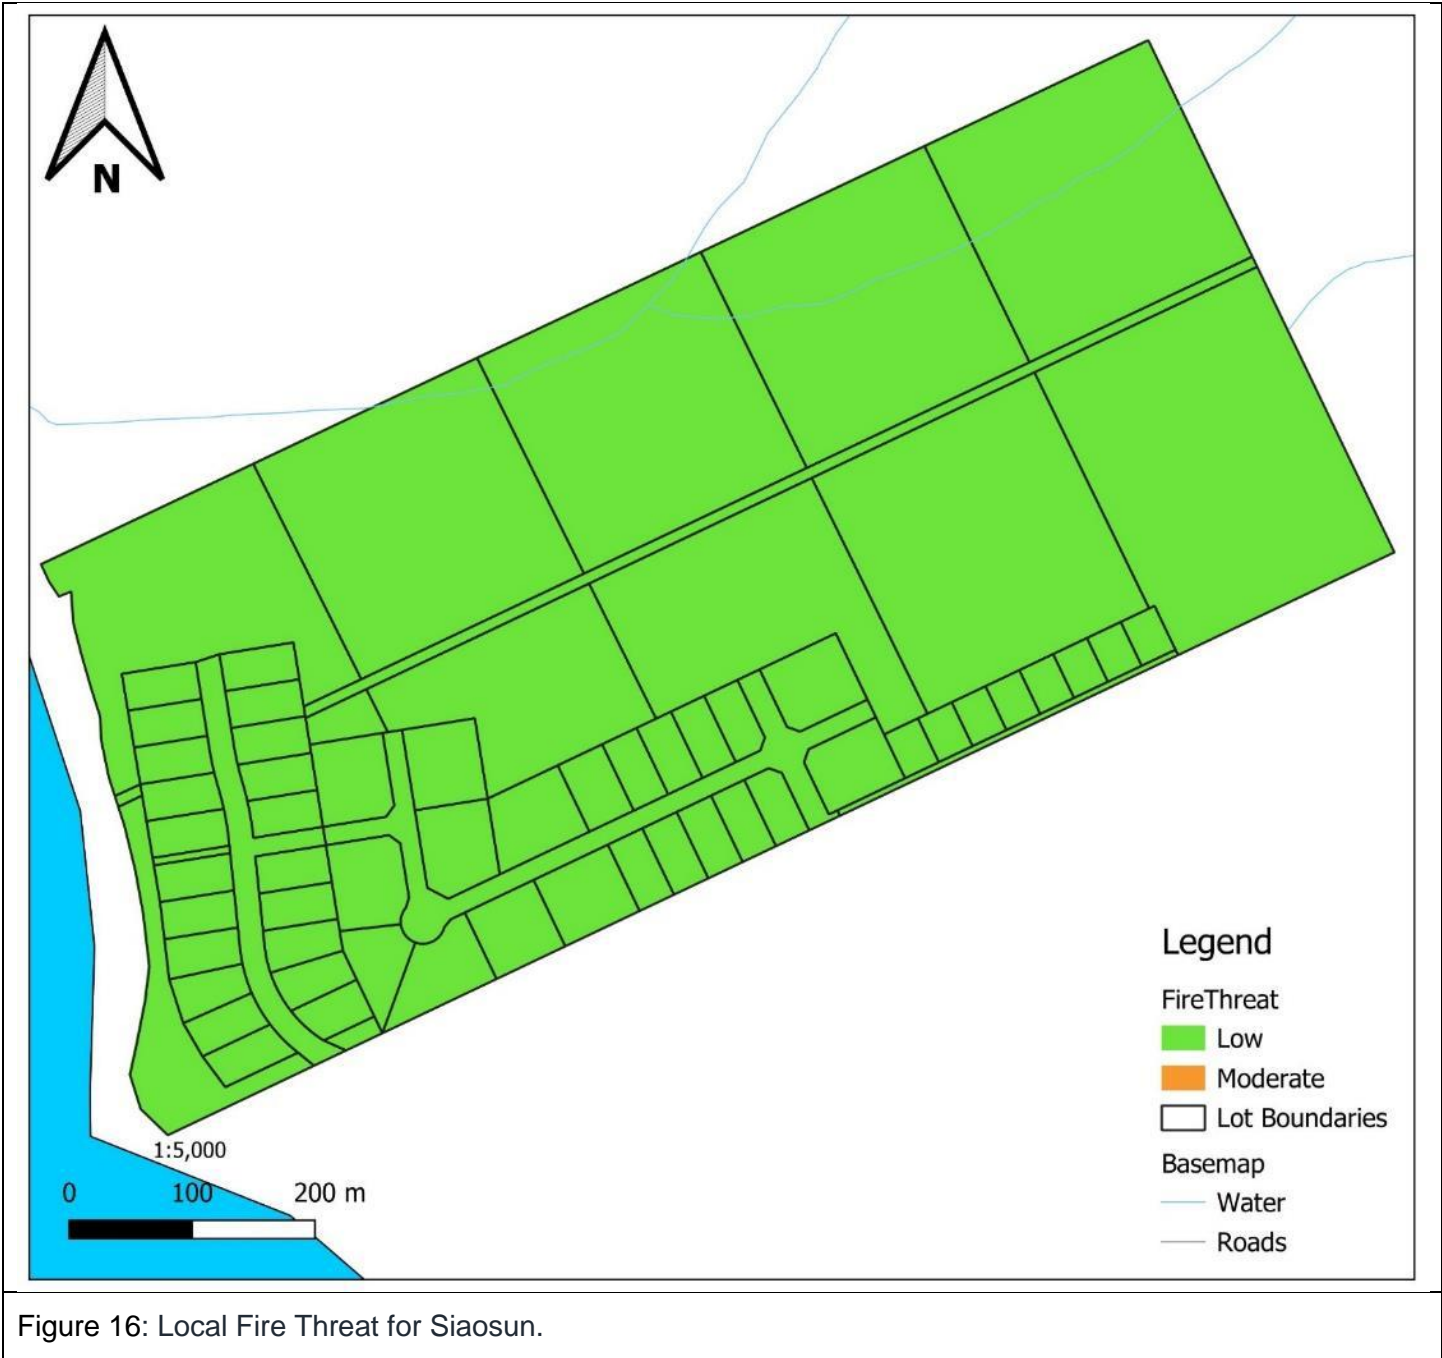 N
Legend
FireThreat
Low
Moderate
Lot Boundaries
Basemap
Water
Roads
1:5,000
0 100 200 m
Figure 16: Local Fire Threat for Siaosun.